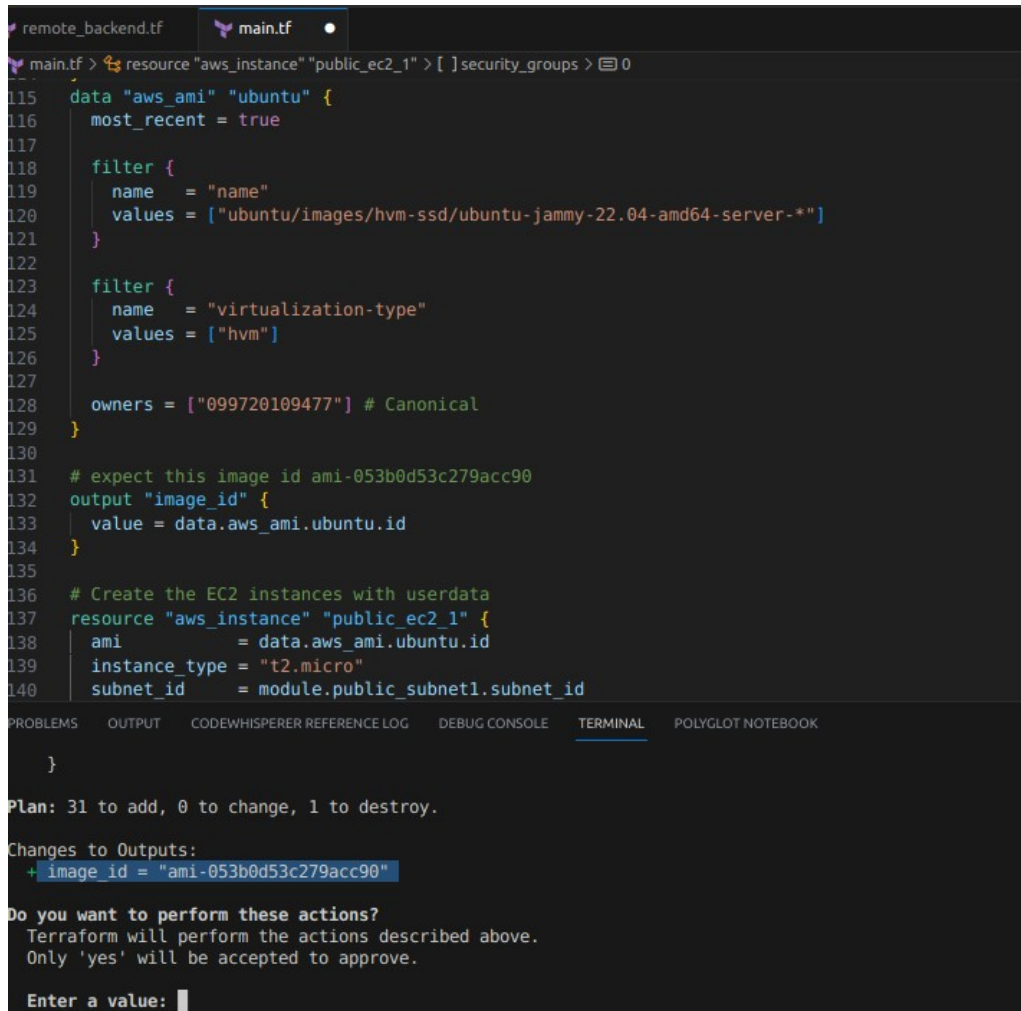 remote_backend.tf main.tf
main.tf > resource "aws_instance" "public_ec2_1" > [ ] security_groups > 0
115 data "aws_ami" "ubuntu" {
116 most_recent = true
117
118 filter {
119 name = "name"
120 values = ["ubuntu/images/hvm-ssd/ubuntu-jammy-22.04-amd64-server-*"]
121 }
122
123 filter {
124 name = "virtualization-type"
125 values = ["hvm"]
126 }
127
128 owners = ["099720109477"] # Canonical
129 }
130
131 # expect this image id ami-053b0d53c279acc90
132 output "image_id" {
133 value = data.aws_ami.ubuntu.id
134 }
135
136 # Create the EC2 instances with userdata
137 resource "aws_instance" "public_ec2_1" {
138 ami = data.aws_ami.ubuntu.id
139 instance_type = "t2.micro"
140 subnet_id = module.public_subnet1.subnet_id
PROBLEMS OUTPUT CODEWHISPERER REFERENCE LOG DEBUG CONSOLE TERMINAL POLYGLOT NOTEBOOK
}
Plan: 31 to add, 0 to change, 1 to destroy.
Changes to Outputs:
+ image_id = "ami-053b0d53c279acc90"
Do you want to perform these actions?
Terraform will perform the actions described above.
Only 'yes' will be accepted to approve.
Enter a value: